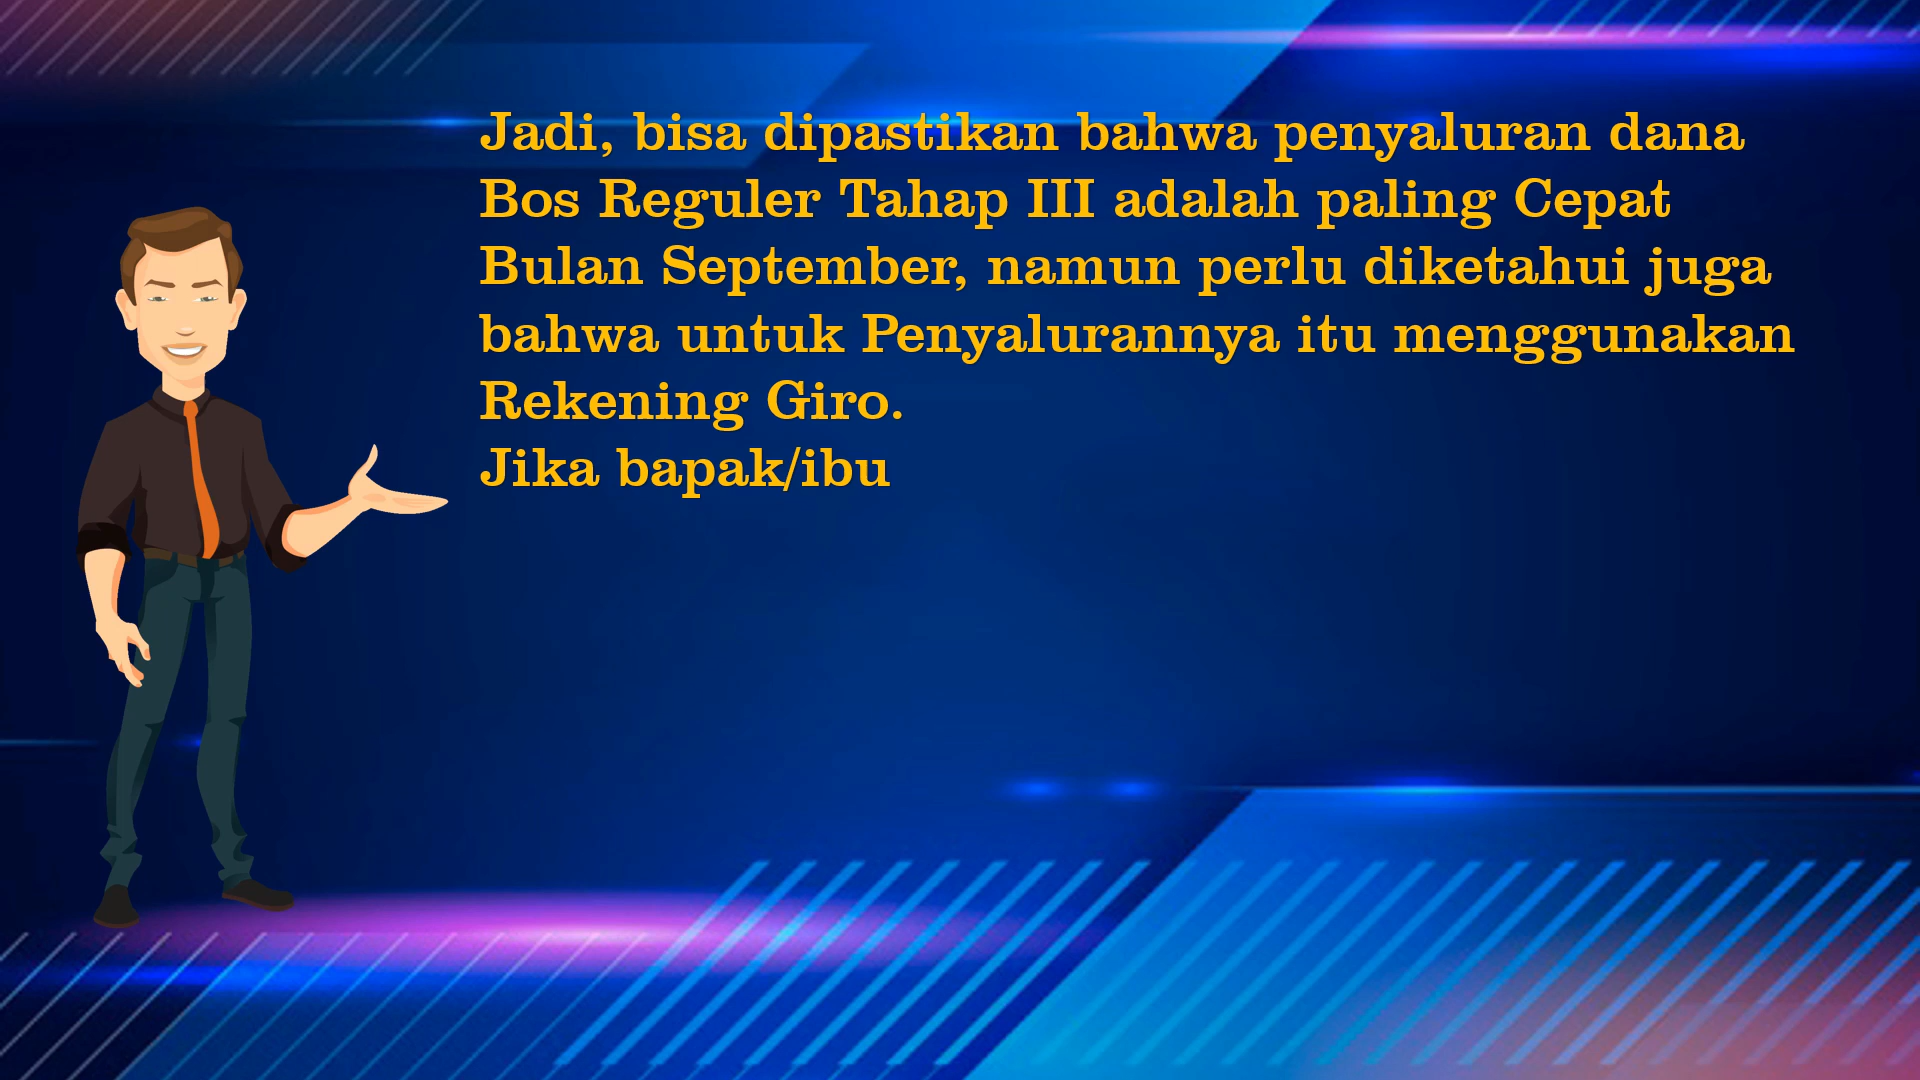 Jadi, bisa dipastikan bahwa penyaluran dana
Bos Reguler Tahap III adalah paling Cepat
Bulan September, namun perlu diketahui juga
bahwa untuk Penyalurannya itu menggunakan
Rekening Giro.
Jika bapak/ibu